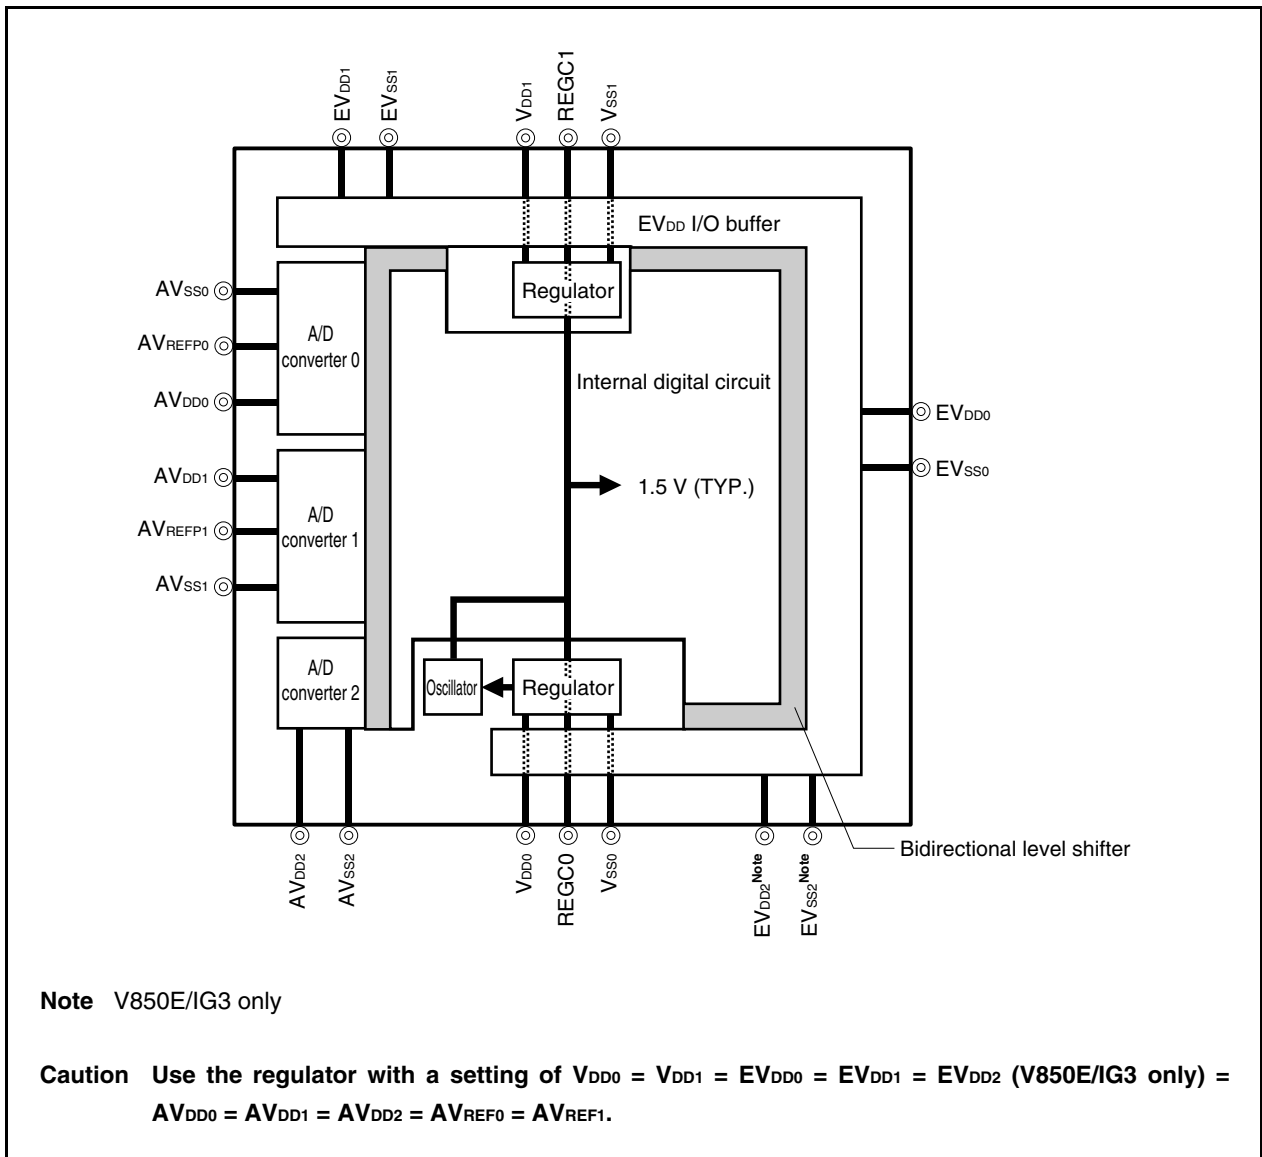 EVDD1
EVSS1
VDD1
REGC1
VSS1
EVDD I/O buffer
Regulator
AVSS0
AVREFP0
AVDD0
A/D
converter 0
Internal digital circuit
EVDD0
EVSS0
AVDD1
AVREFP1
AVSS1
A/D
converter 1
1.5 V (TYP.)
A/D
converter 2
Oscillator
Regulator
AVDD2
AVSS2
VDD0
REGC0
VSS0
EVDD2Note
EVSS2Note
Bidirectional level shifter
Note V850E/IG3 only
Caution Use the regulator with a setting of VDD0 = VDD1 = EVDD0 = EVDD1 = EVDD2 (V850E/IG3 only) =
AVDD0 = AVDD1 = AVDD2 = AVREF0 = AVREF1.